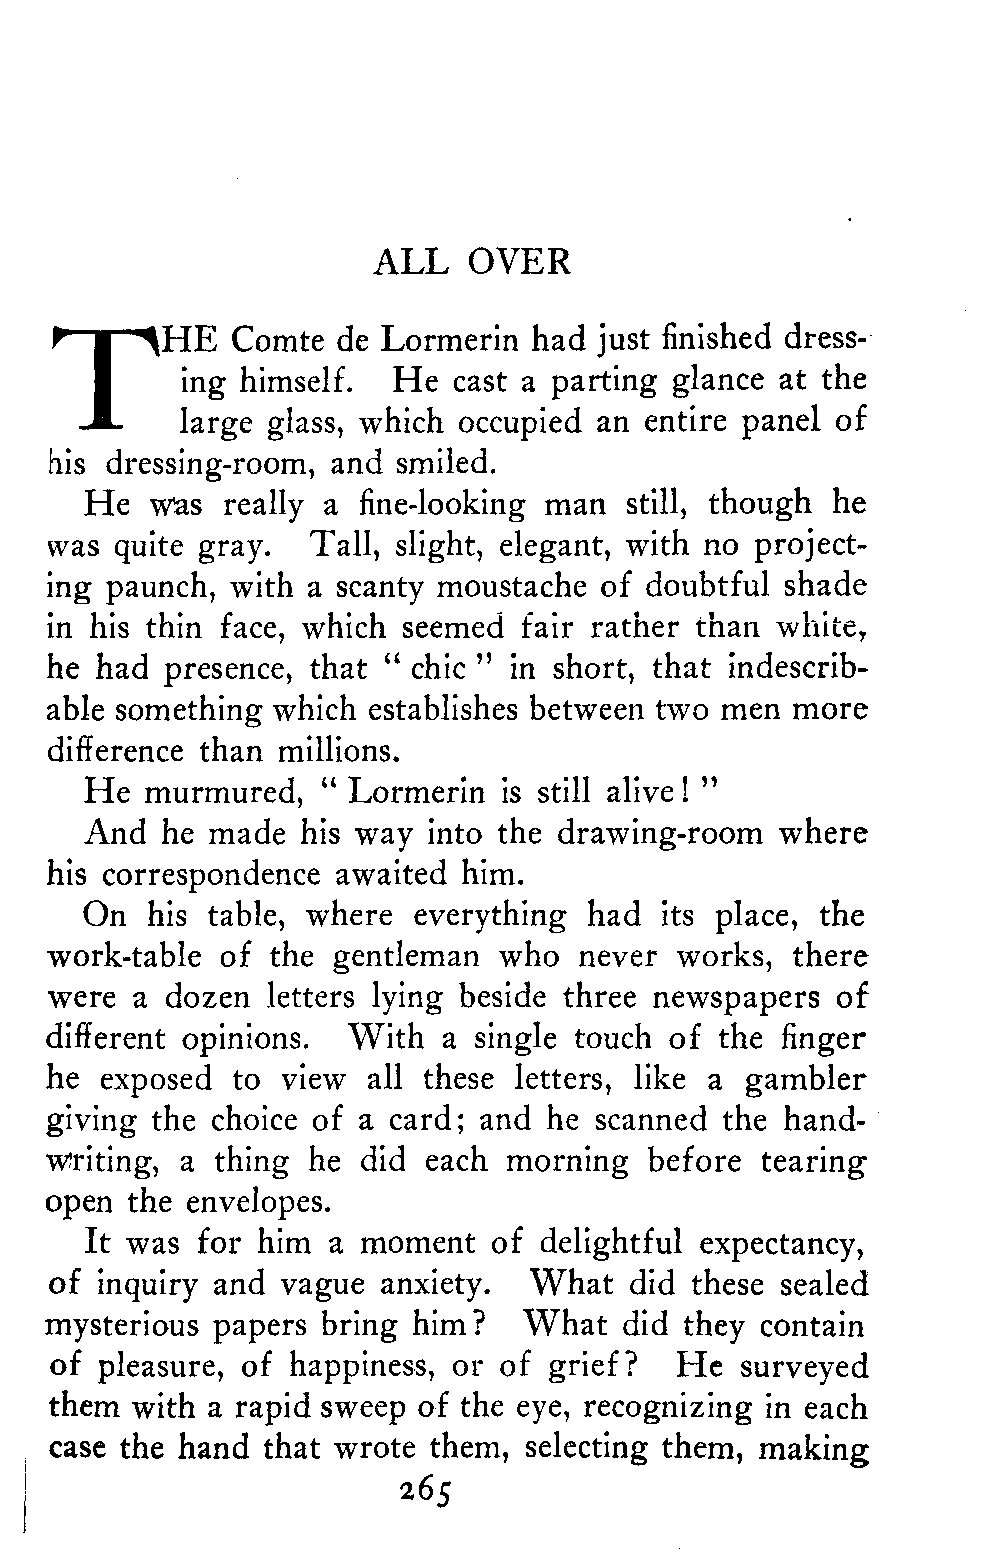 ALL OVER
THE Comte de Lormerin had just finished dress-
ing himself. He cast a parting glance at the
large glass, which occupied an entire panel of
his dressing-room, and smiled.
He was really a fine-looking man still, though he
was quite gray. Tall, slight, elegant, with no project-
ing paunch, with a scanty moustache of doubtful shade
in his thin face, which seemed fair rather than white,
he had presence, that “ chic ” in short, that indescrib-
able something which establishes between two men more
difference than millions.
He murmured, “ Lormerin is still alive! ”
And he made his way into the drawing-room where
his correspondence awaited him.
On his table, where everything had its place, the
work-table of the gentleman who never works, there
were a dozen letters lying beside three newspapers of
different opinions. With a single touch of the finger
he exposed to view all these letters, like a gambler
giving the choice of a card; and he scanned the hand-
writing, a thing he did each morning before tearing
open the envelopes.
It was for him a moment of delightful expectancy,
of inquiry and vague anxiety. What did these sealed
mysterious papers bring him? What did they contain
of pleasure, of happiness, or of grief? He surveyed
them with a rapid sweep of the eye, recognizing in each
case the hand that wrote them, selecting them, making
265